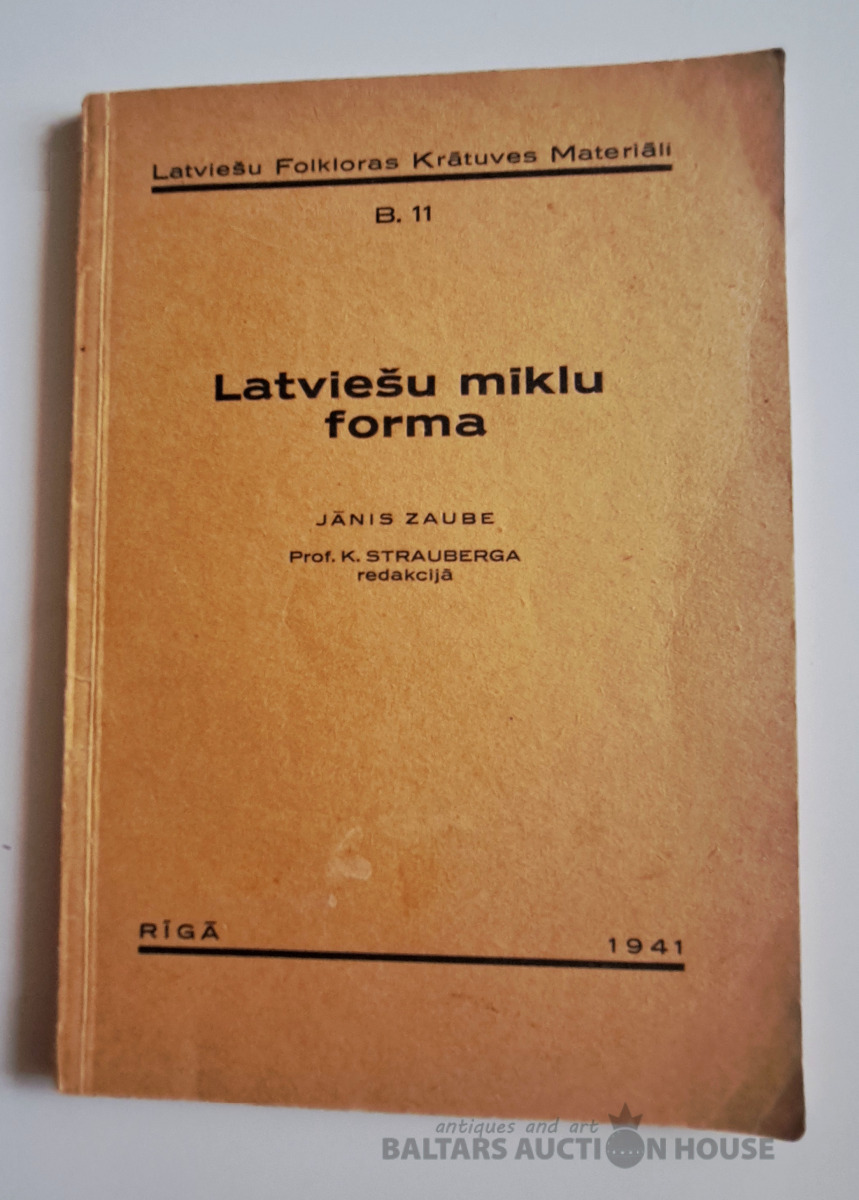 Latviešu Folkloras Krātuves Materiāli
B. 11
Latviešu mīklu
forma
JĀNIS ZAUBE
Prof. K. STRAUBERGA
redakcijā
RĪGĀ 1941
antiques and art
BALTARS AUCTION HOUSE